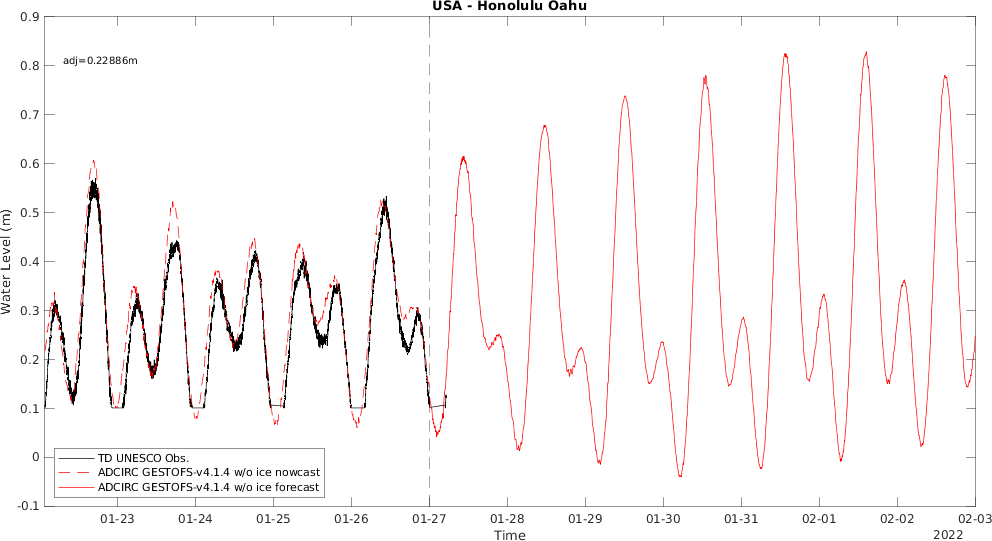 USA - Honolulu Oahu
adj=0.22886m
Water Level (m)
0.9
0.8
0.7
0.6
0.5
0.4
0.3
0.2
0.1
0
-0.1
TD UNESCO Obs.
ADCIRC GESTOFS-v4.1.4 w/o ice nowcast
ADCIRC GESTOFS-v4.1.4 w/o ice forecast
01-23 01-24 01-25 01-26 01-27 01-28 01-29 01-30 01-31 02-01 02-02 02-03
Time
2022